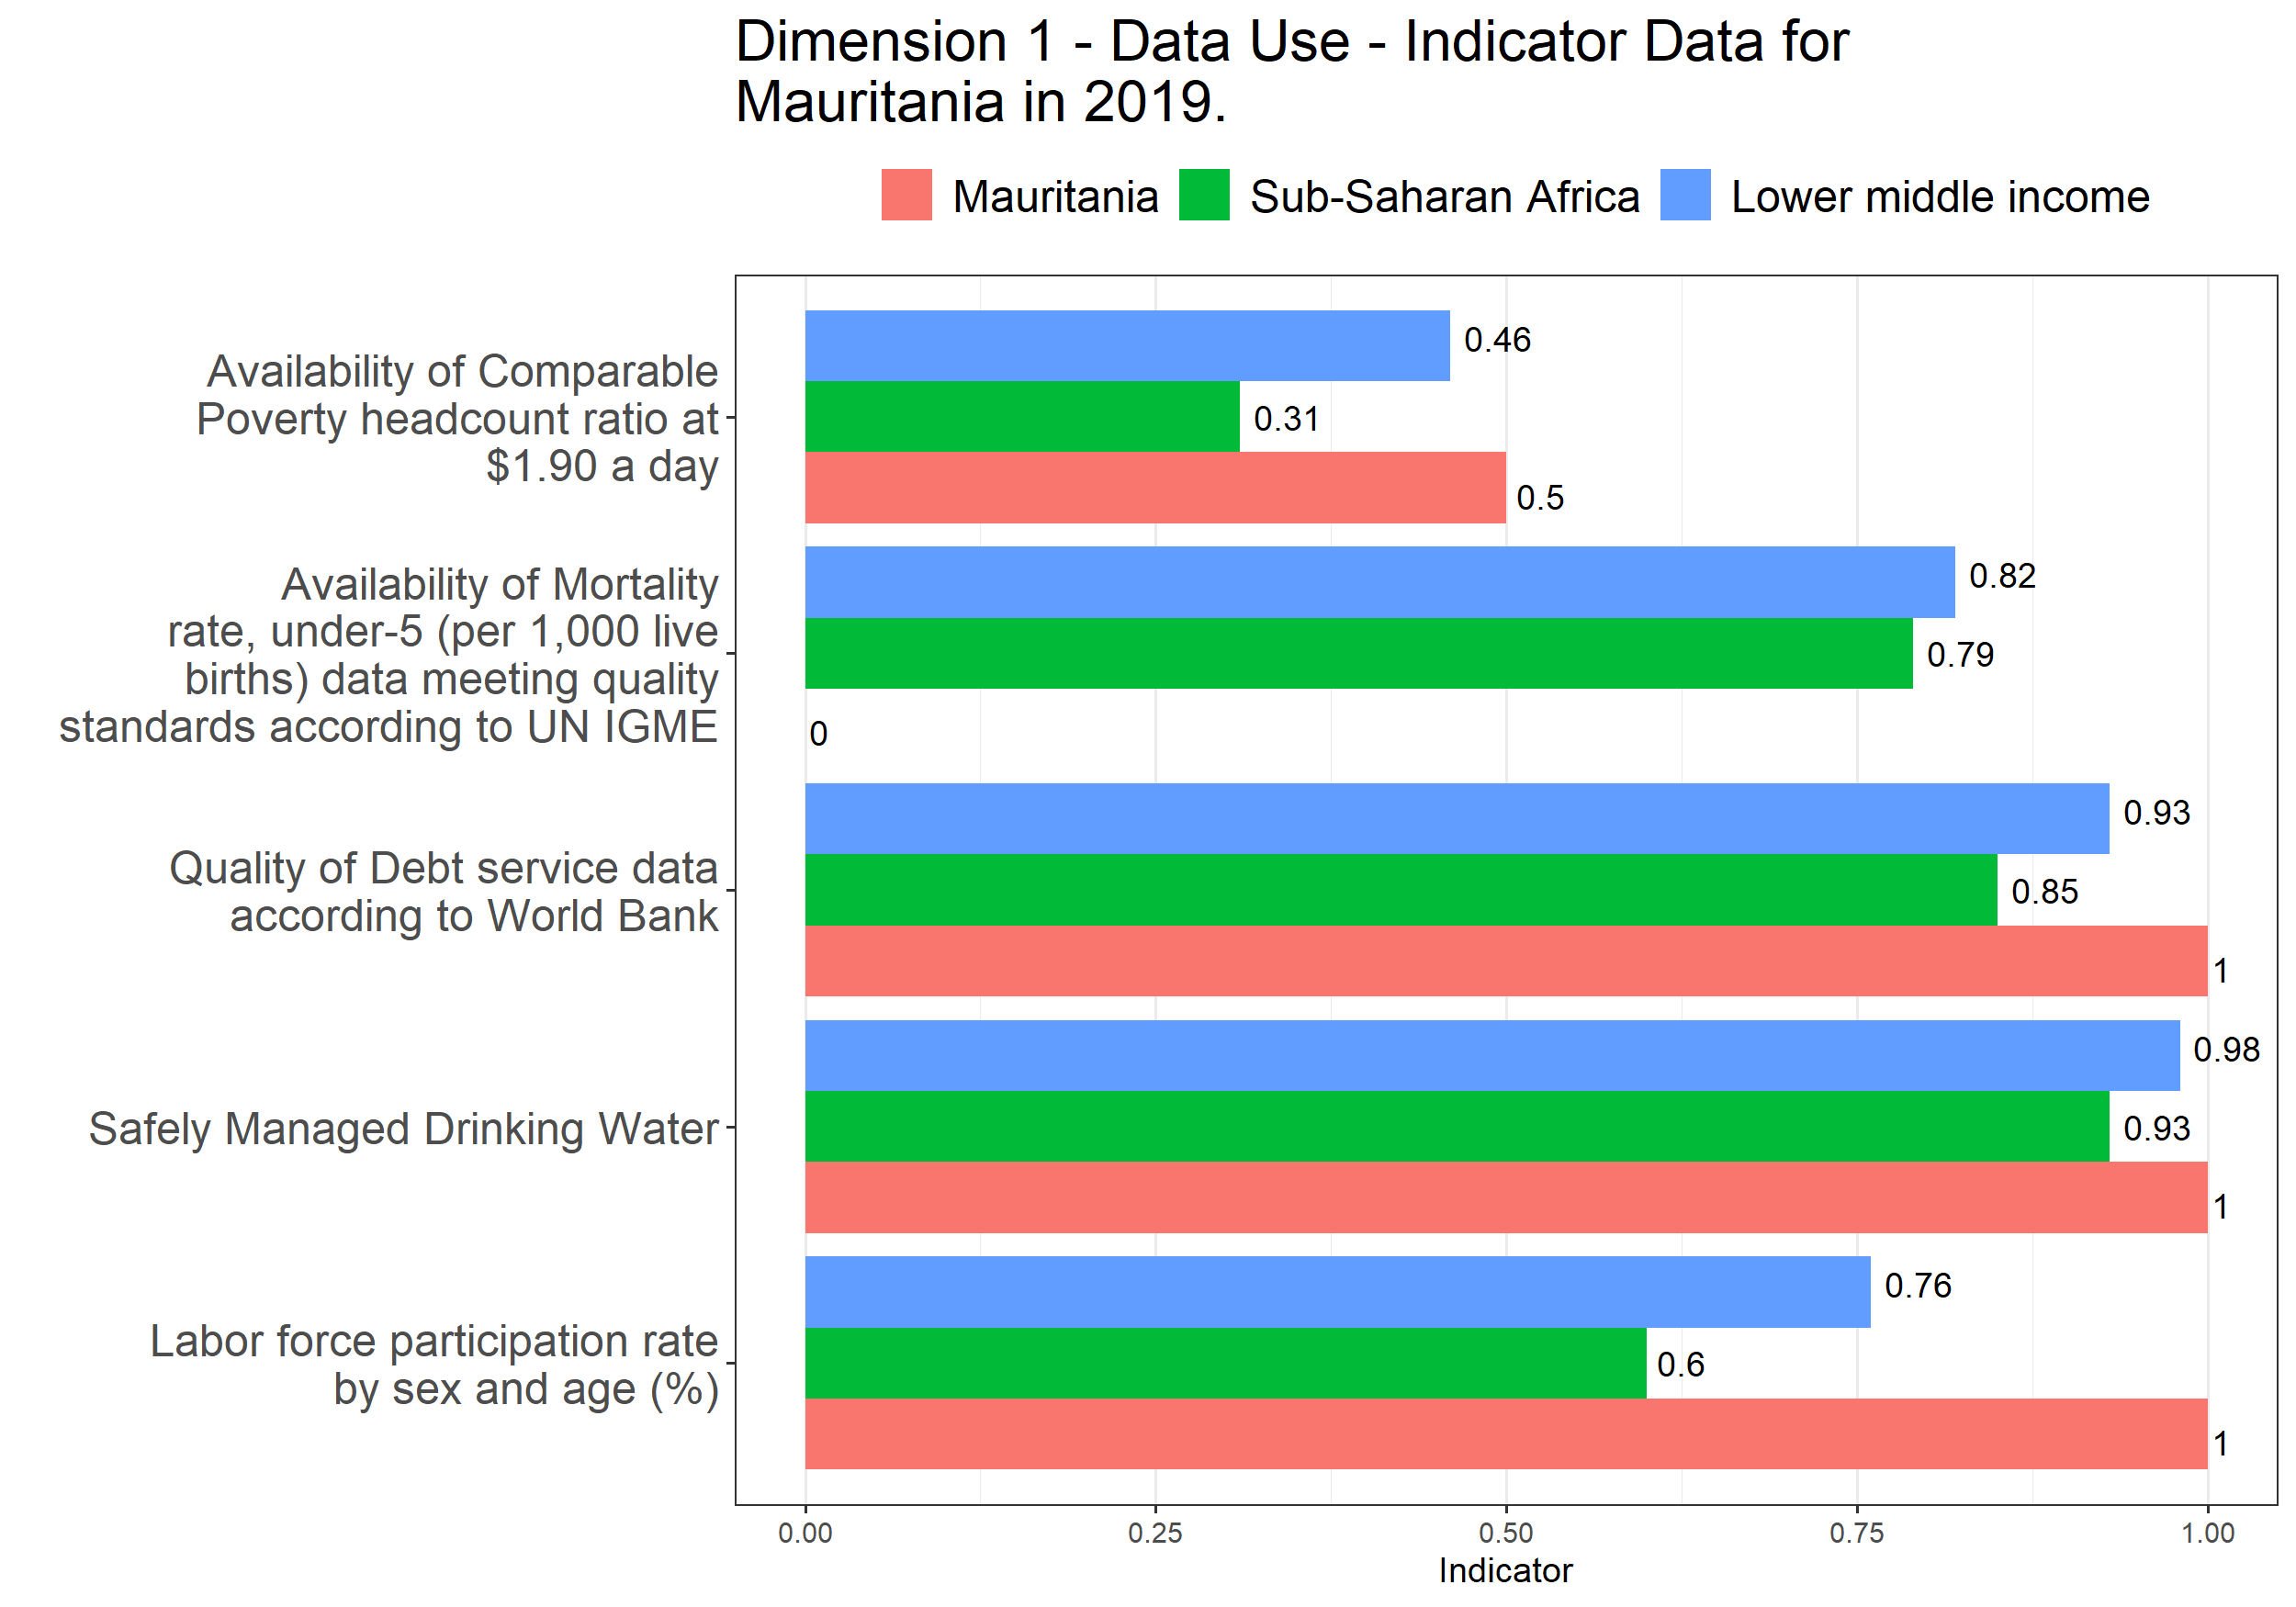 Dimension 1 - Data Use - Indicator Data for
Mauritania in 2019.
Mauritania
Sub-Saharan Africa
Lower middle income
Availability of Comparable
Poverty headcount ratio at
$1.90 a day
0.46
0.31
0.5
Availability of Mortality
rate, under-5 (per 1,000 live
births) data meeting quality
standards according to UN IGME
0.82
0.79
0
Quality of Debt service data
according to World Bank
0.93
0.85
1
Safely Managed Drinking Water
0.98
0.93
1
Labor force participation rate
by sex and age (%)
0.76
0.6
1
0.00 0.25 0.50 0.75 1.00
Indicator